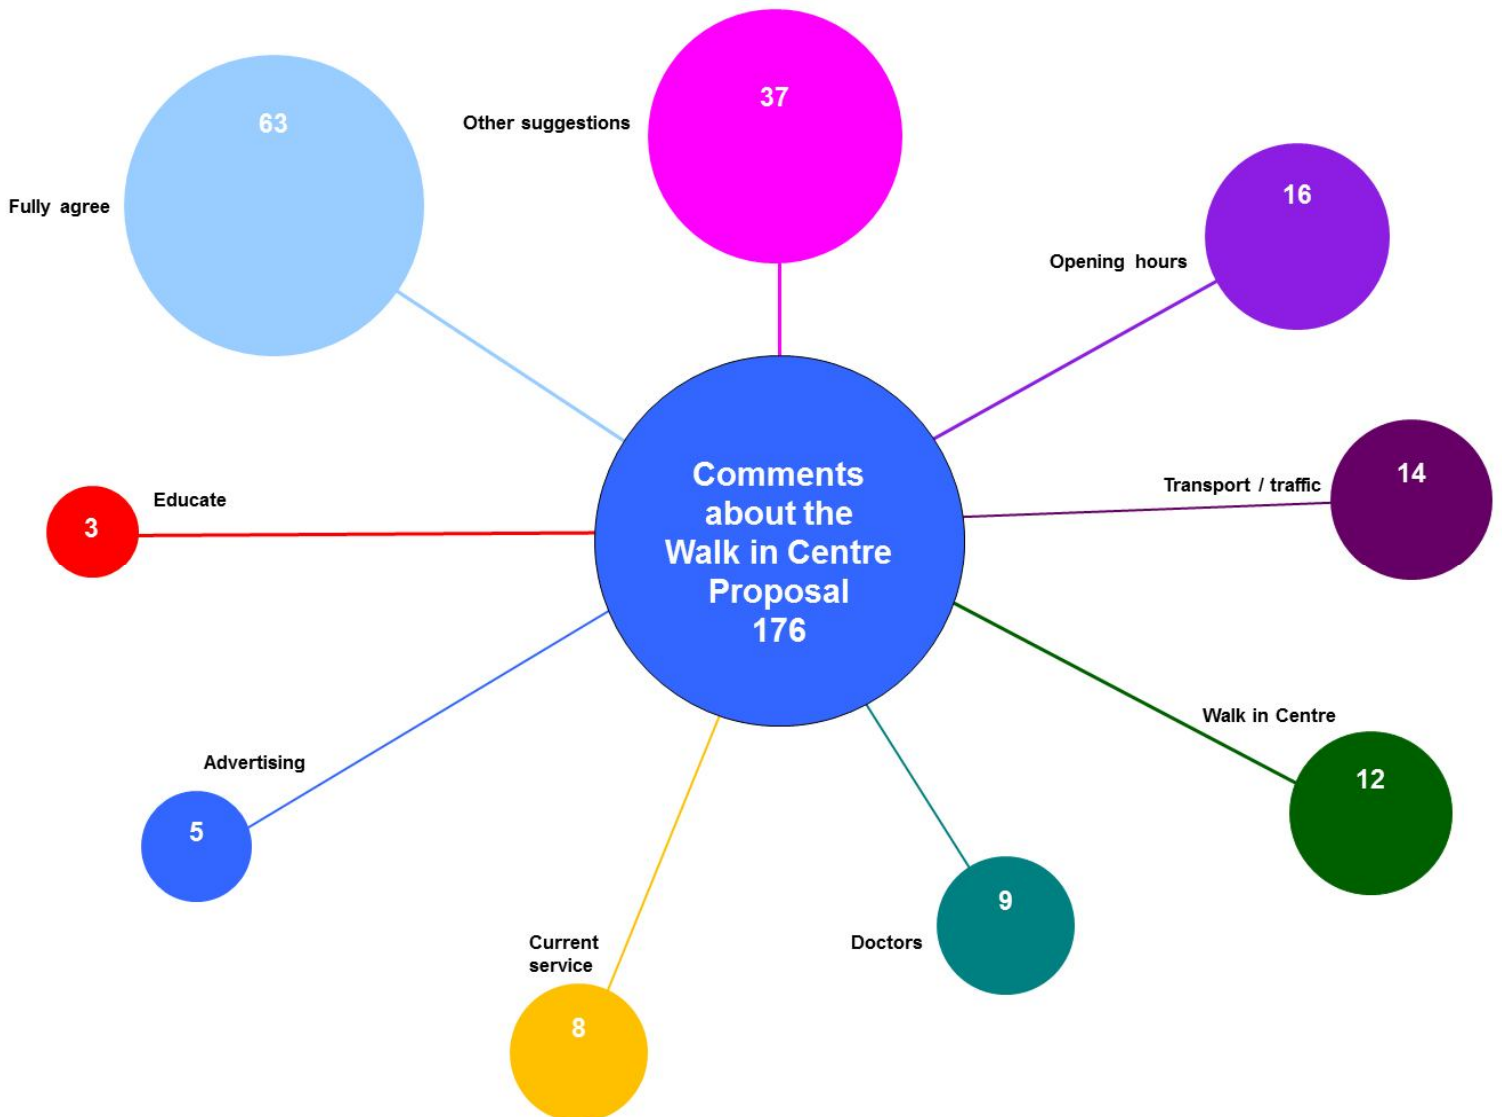 63
Fully agree
37
Other suggestions
16
Opening hours
14
Transport / traffic
Comments
about the
Walk in Centre
Proposal
176
3
Educate
Walk in Centre
12
Advertising
5
9
Doctors
Current
service
8